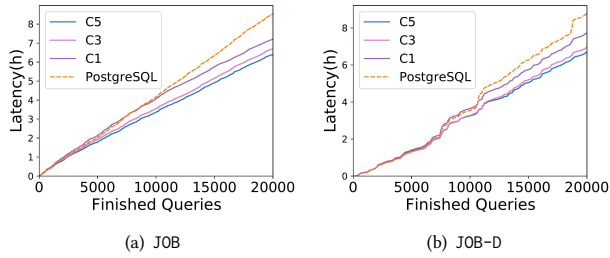 C5
C3
C1
PostgreSQL
Latency(h)
8
7
6
5
4
3
2
1
0
0 5000 10000 15000 20000
Finished Queries
(a) JOB
C5
C3
C1
PostgreSQL
Latency(h)
8
6
4
2
0
0 5000 10000 15000 20000
Finished Queries
(b) JOB-D